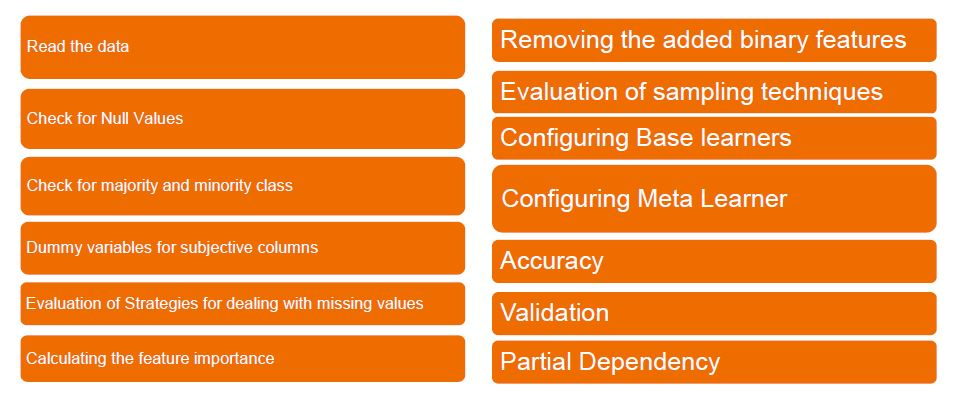 Read the data
Check for Null Values
Check for majority and minority class
Dummy variables for subjective columns
Evaluation of Strategies for dealing with missing values
Calculating the feature importance
Removing the added binary features
Evaluation of sampling techniques
Configuring Base learners
Configuring Meta Learner
Accuracy
Validation
Partial Dependency